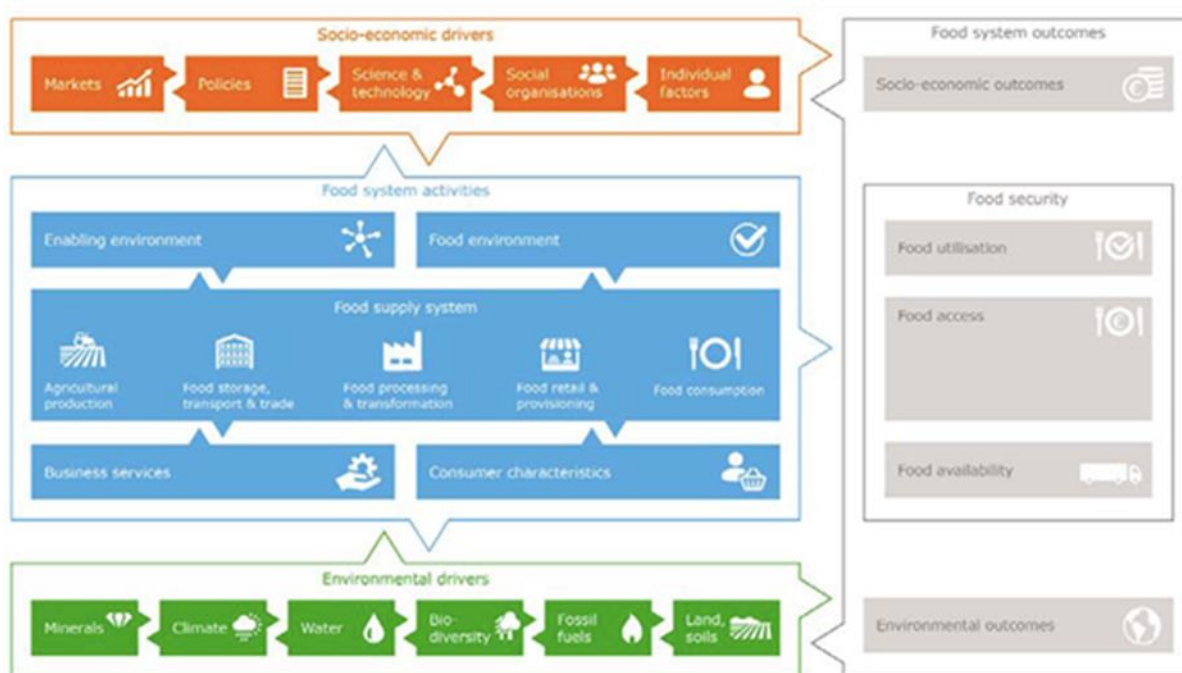 Socio-economic drivers
Markets
Policies
Science &
technology
Social
organisations
Individual
factors
Food system outcomes
Socio-economic outcomes
Food system activities
Enabling environment
Food environment
Food supply system
Agricultural
production
Food storage,
transport & trade
Food processing
& transformation
Food retail &
provisioning
Food consumption
Business services
Consumer characteristics
Food security
Food utilisation
Food access
Food availability
Environmental drivers
Minerals
Climate
Water
Bio-
diversity
Fossil
fuels
Land,
soils
Environmental outcomes